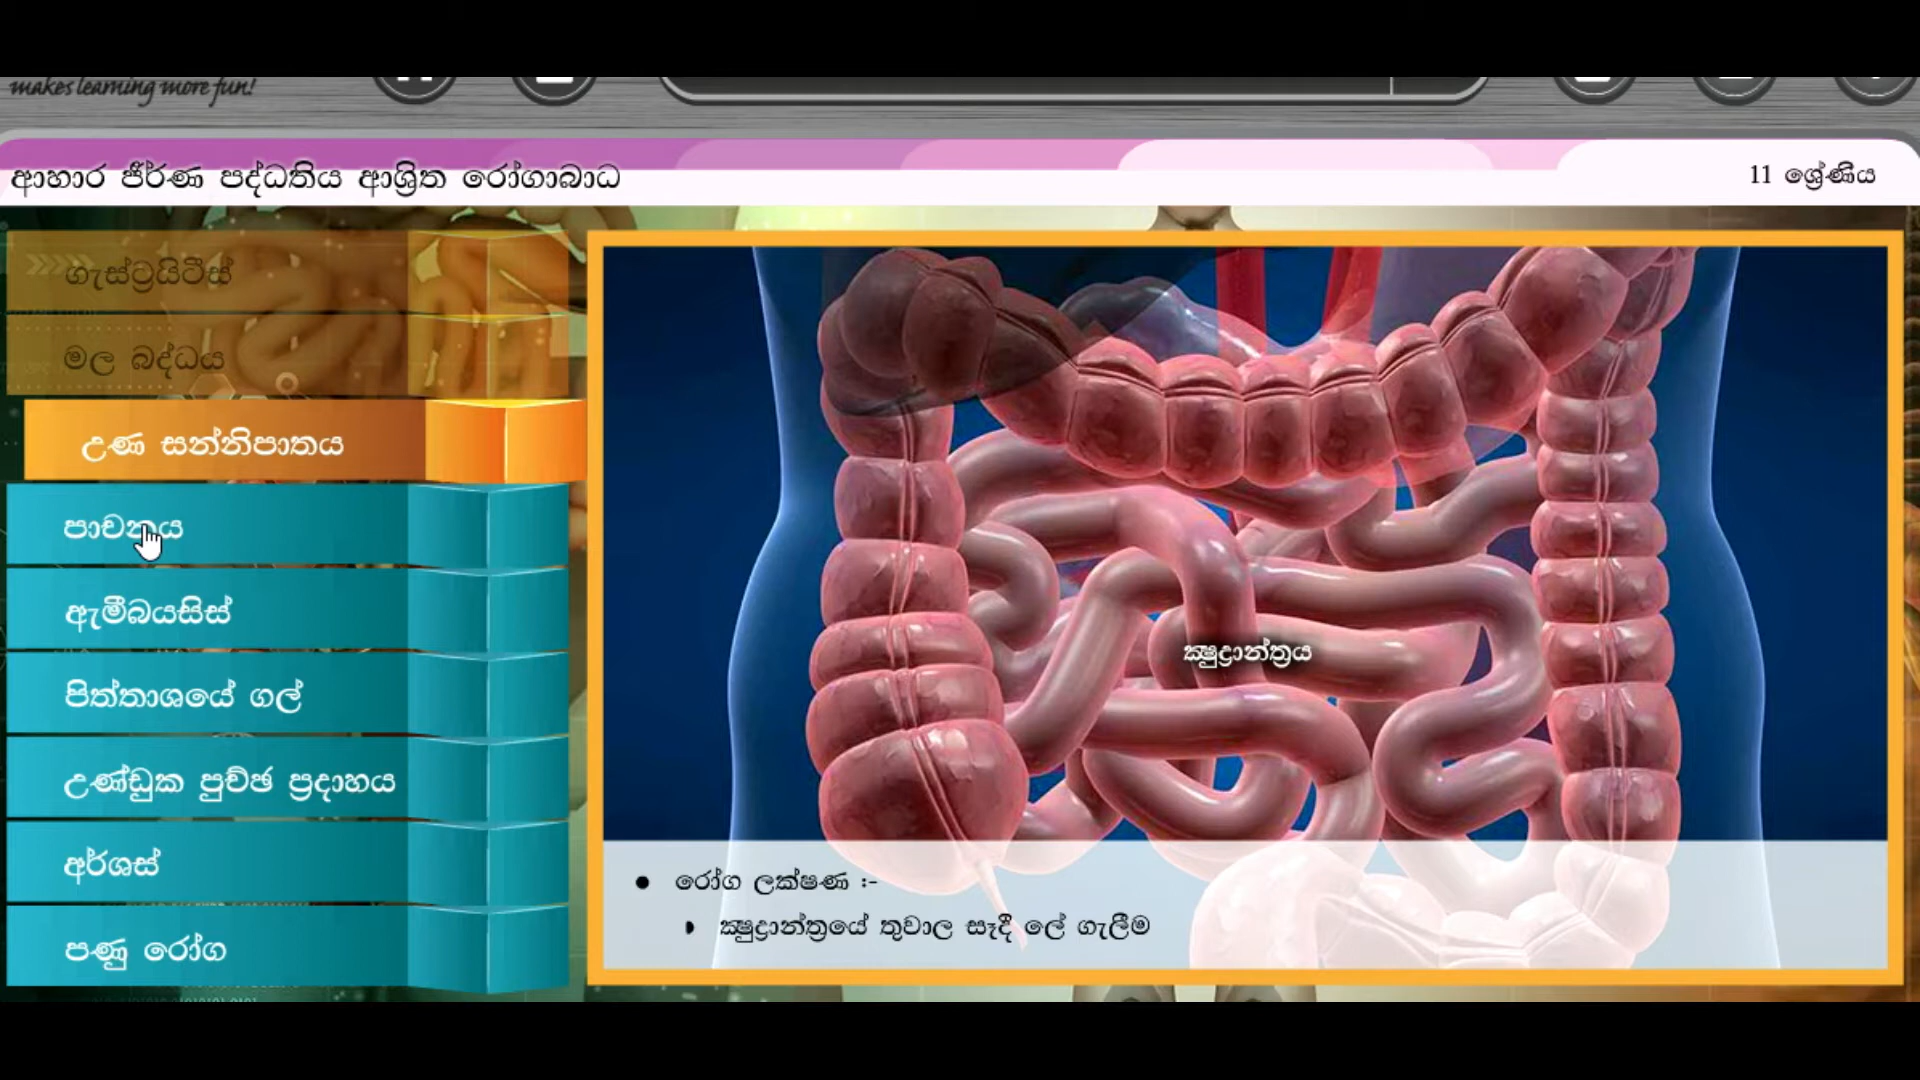 makes learning more fun!
ආහාර ජීර්ණ පද්ධතිය ආශ්‍රිත රෝගාබාධ
11 ශ්‍රේණිය
ගැස්ට්‍රයිටීස්
මල බද්ධය
උණ සන්නිපාතය
පාචනය
ඇමීබයසිස්
පිත්තාශයේ ගල්
උණ්ඩුක පුච්ඡ ප්‍රදාහය
අර්ශස්
පණු රෝග
ක්‍ෂුද්‍රාන්ත්‍රය
● රෝග ලක්ෂණ :-
ක්‍ෂුද්‍රාන්ත්‍රයේ තුවාල සෑදී ලේ ගැලීම